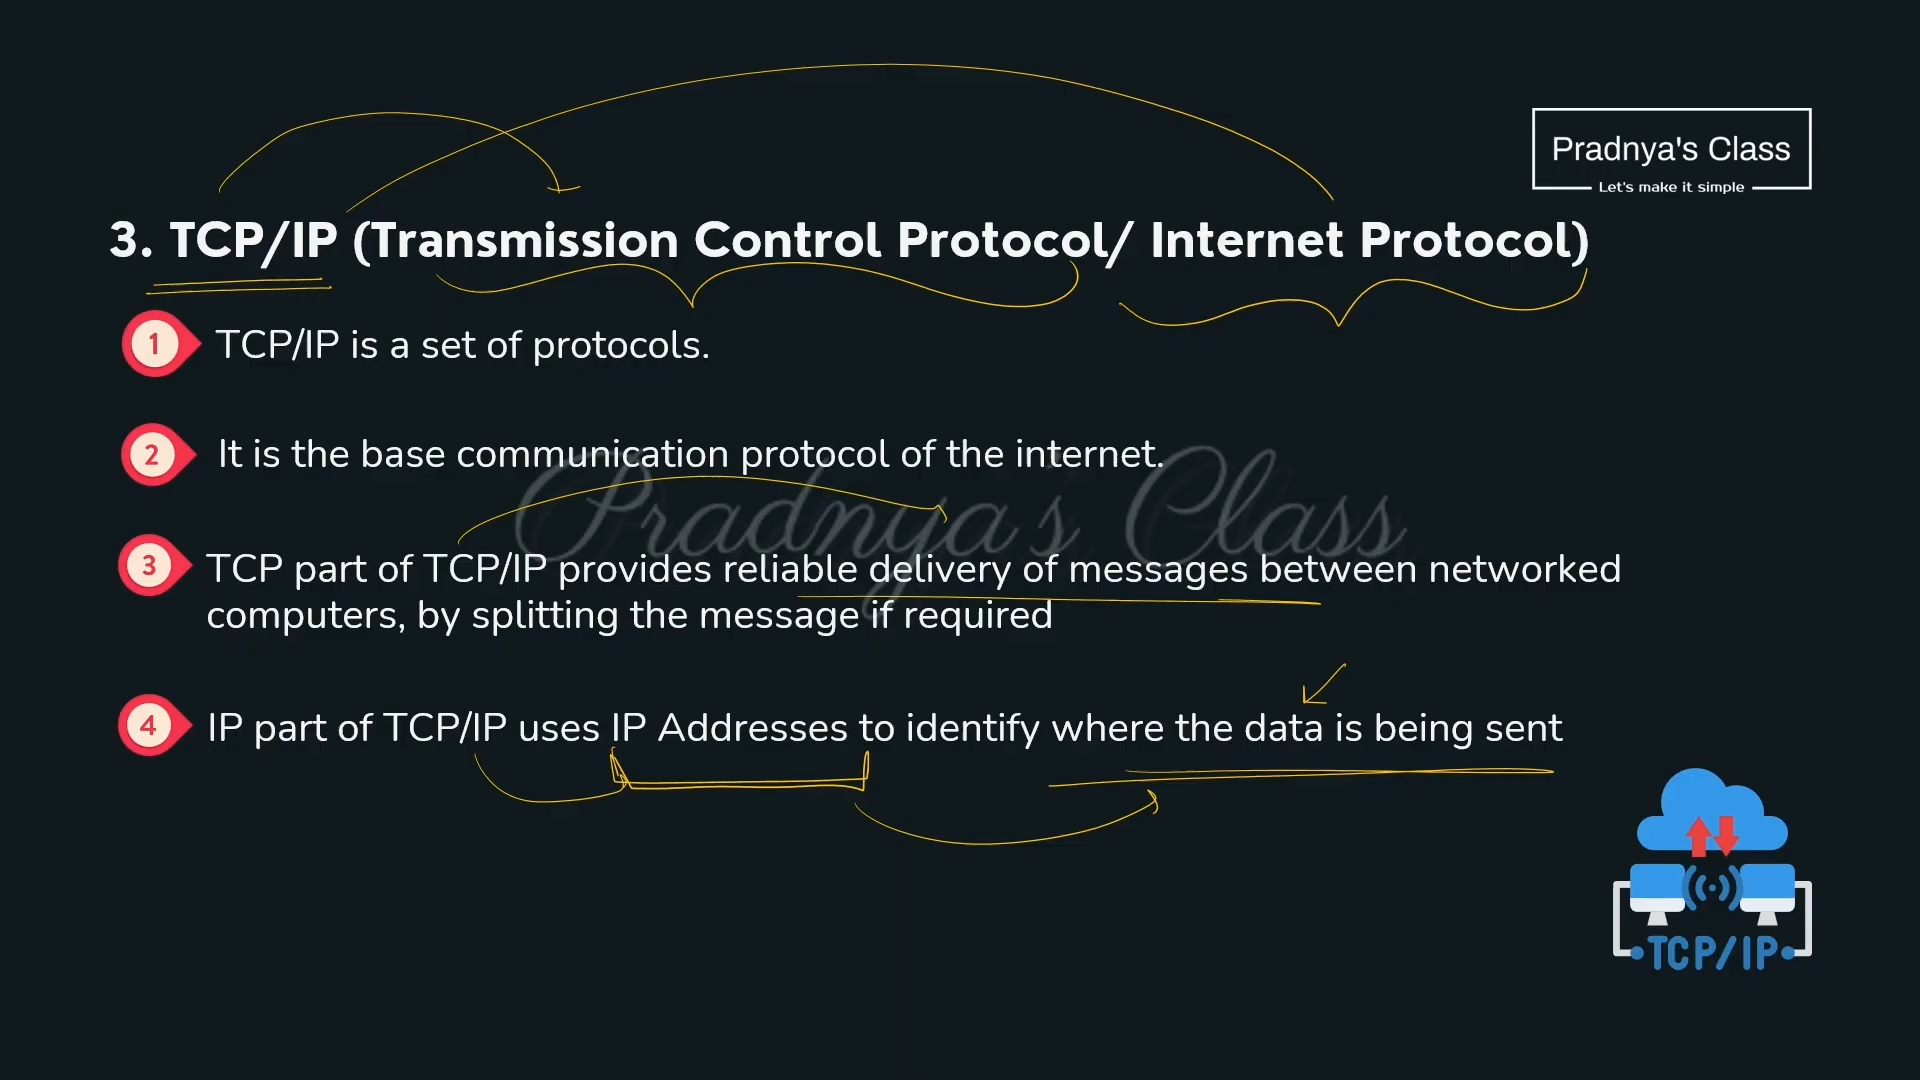 Pradnya's Class
Let's make it simple
3. TCP/IP (Transmission Control Protocol/ Internet Protocol)
1 TCP/IP is a set of protocols.
2 It is the base communication protocol of the internet.
Pradnya's Class
3 TCP part of TCP/IP provides reliable delivery of messages between networked
computers, by splitting the message if required
4 IP part of TCP/IP uses IP Addresses to identify where the data is being sent
TCP/IP